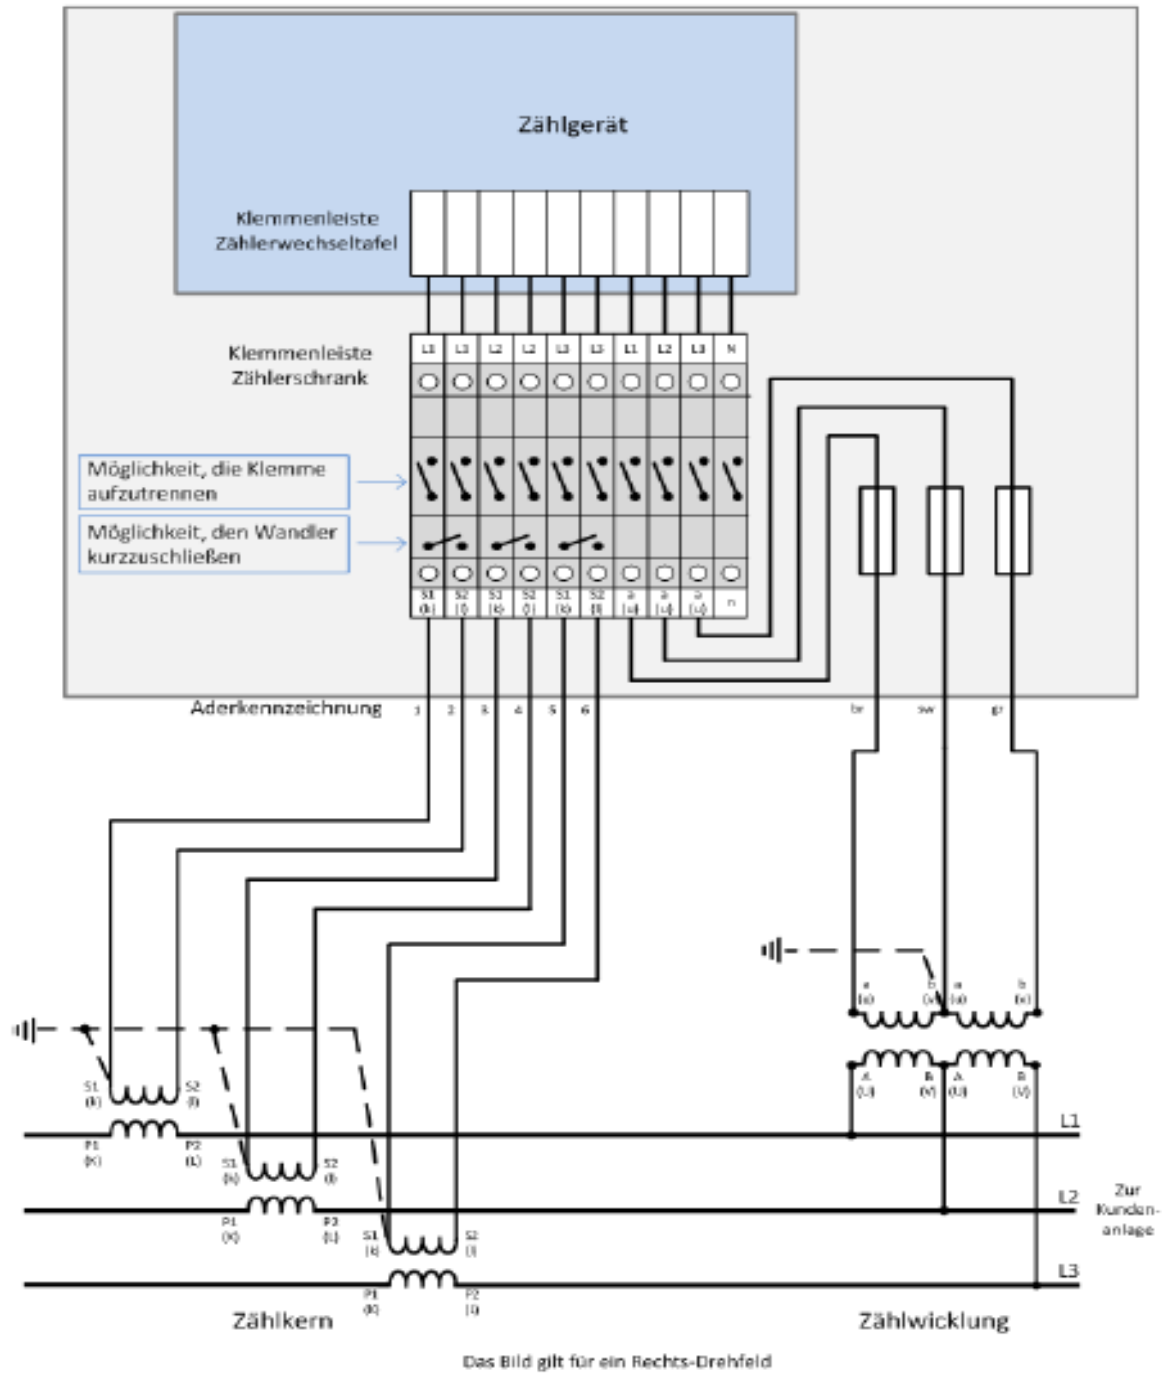 Zählgerät
Klemmenleiste
Zählerwechseltafel
Klemmenleiste
Zählerschrank
L3 L3 L2 L2 L3 L3 L1 L2 L3 N
Möglichkeit, die Klemme
aufzutrennen
Möglichkeit, den Wandler
kurzzuschließen
S1 S2 S1 S2 S1 S2 a a a n
(k) (l) (k) (l) (k) (l) (u) (u) (u)
Aderkennzeichnung 1 2 3 4 5 6 br sw gr
a b a b
(u) (v) (u) (v)
S1 S2
(k) (l)
A B A B
(U) (V) (U) (V)
L1
P1 P2
(K) (L)
S1 S2
(k) (l)
L2
Zur
Kunden-
anlage
P1 P2
(K) (L)
S1 S2
(k) (l)
L3
P1 P2
(K) (L)
Zählkern
Zählwicklung
Das Bild gilt für ein Rechts-Drehfeld